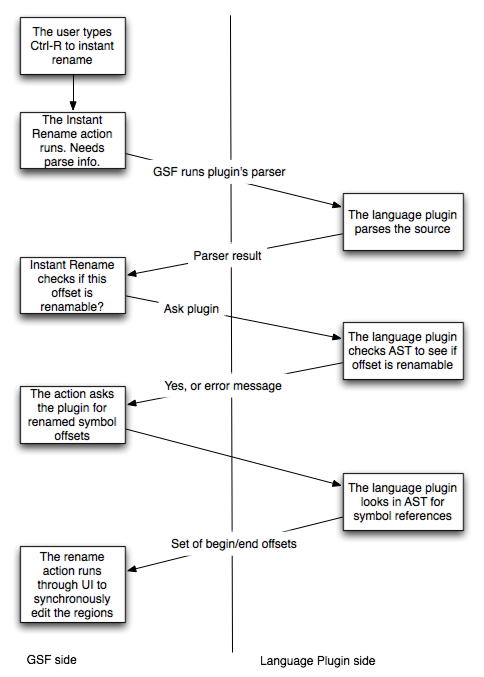 The user types
Ctrl-R to instant
rename
The Instant
Rename action
runs. Needs
parse info.
GSF runs plugin's parser
The language plugin
parses the source
Parser result
Instant Rename
checks if this
offset is
renamable?
Ask plugin
The language plugin
checks AST to see if
offset is renamable
Yes, or error message
The action asks
the plugin for
renamed symbol
offsets
The language plugin
looks in AST for
symbol references
Set of begin/end offsets
The rename
action runs
through UI to
synchronously
edit the regions
GSF side
Language Plugin side